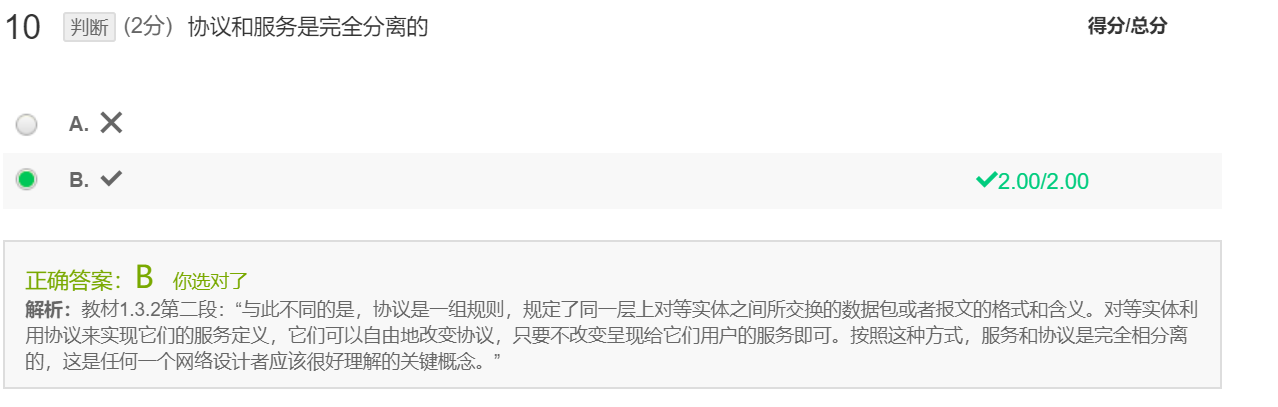 10 判断 (2分) 协议和服务是完全分离的 得分/总分
A. ✕
B. ✓ ✓2.00/2.00
正确答案：B 你选对了
解析：教材1.3.2第二段：“与此不同的是，协议是一组规则，规定了同一层上对等实体之间所交换的数据包或者报文的格式和含义。对等实体利
用协议来实现它们的服务定义，它们可以自由地改变协议，只要不改变呈现给它们用户的服务即可。按照这种方式，服务和协议是完全相分离
的，这是任何一个网络设计者应该很好理解的关键概念。”